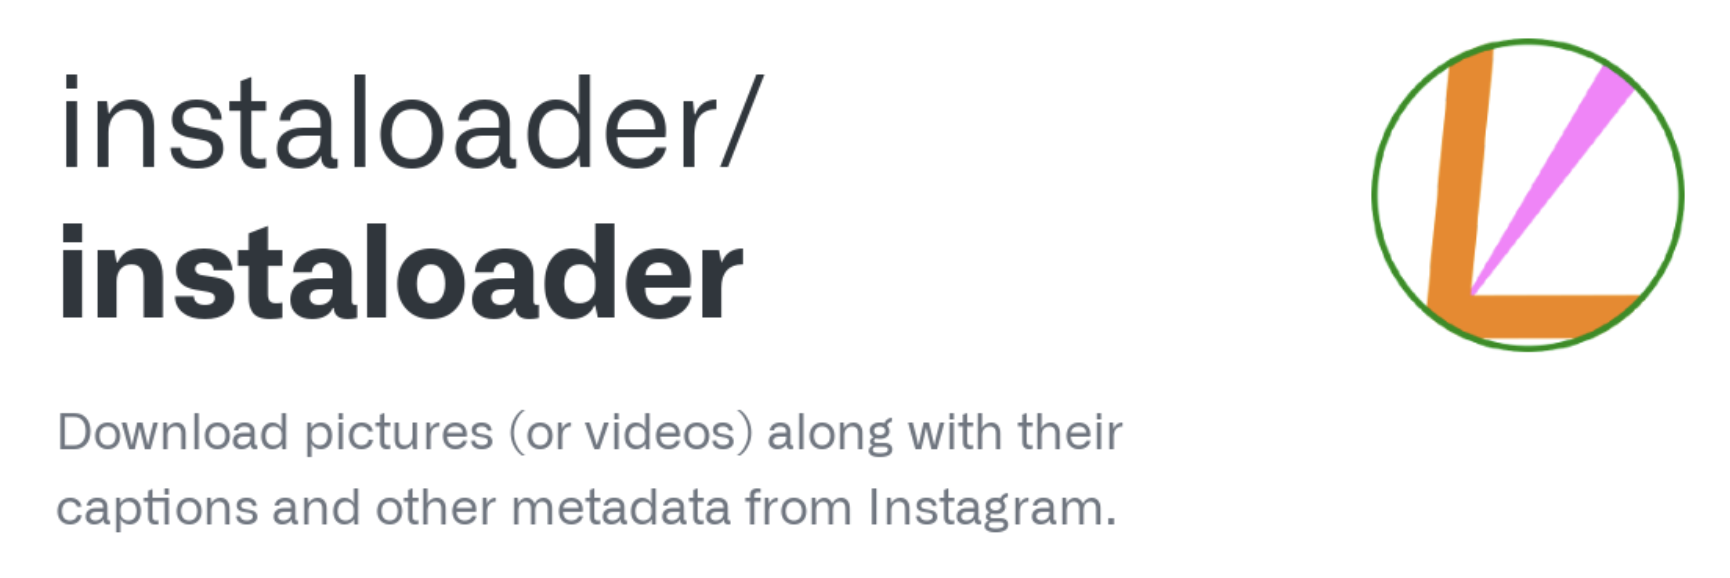 instaloader/
instaloader
Download pictures (or videos) along with their
captions and other metadata from Instagram.